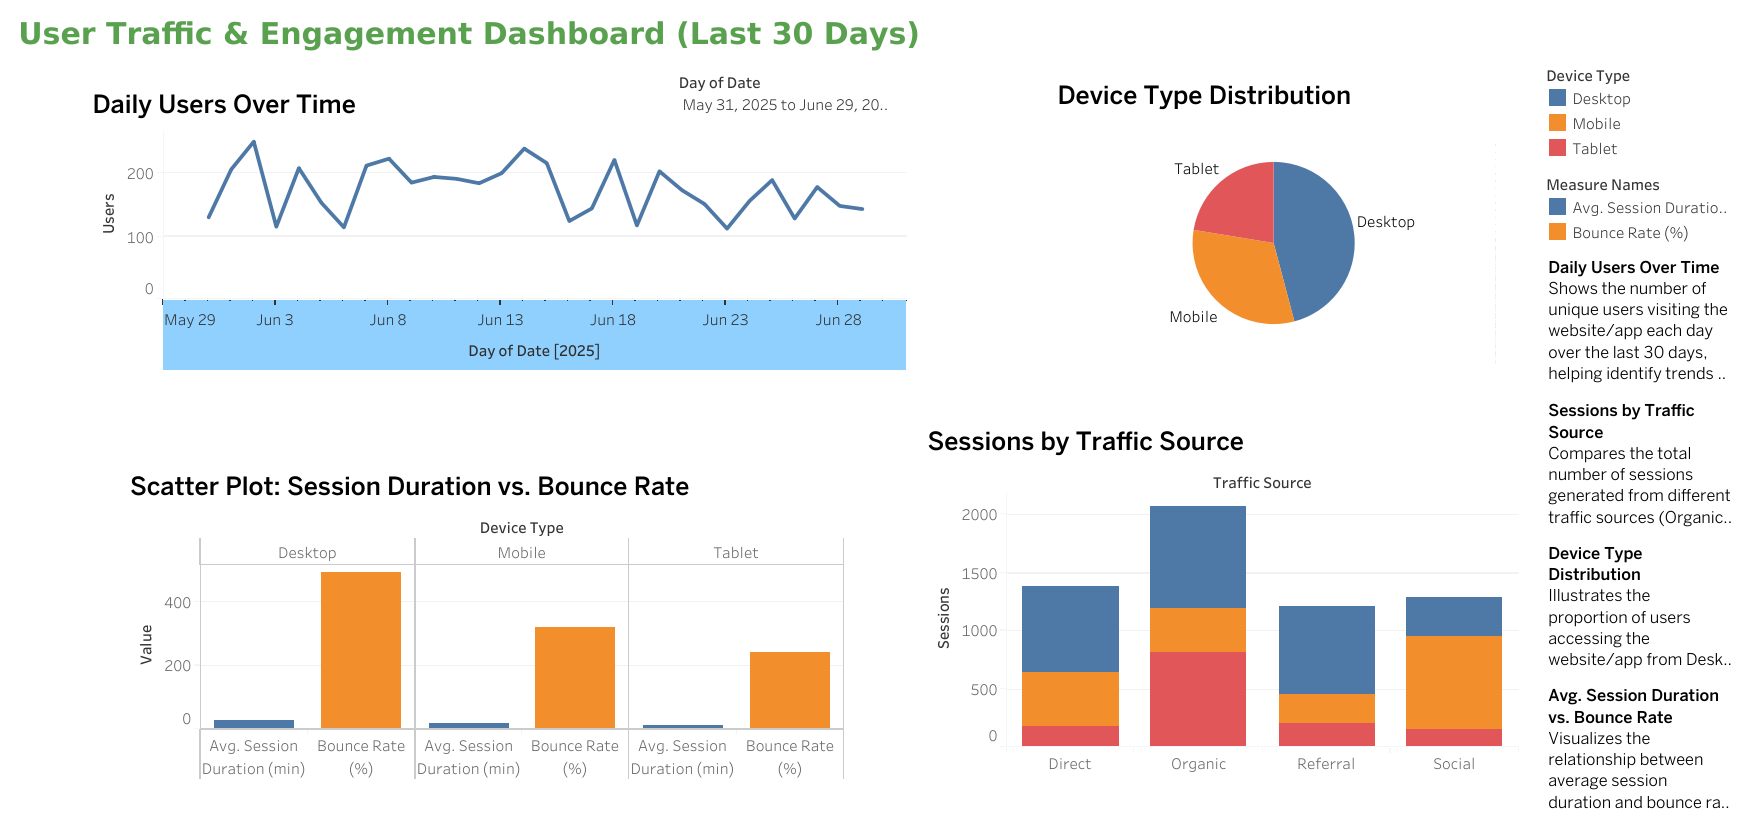 User Traffic & Engagement Dashboard (Last 30 Days)
Daily Users Over Time
Day of Date
May 31, 2025 to June 29, 20..
Users
200
100
0
May 29
Jun 3
Jun 8
Jun 13
Jun 18
Jun 23
Jun 28
Day of Date [2025]
Device Type Distribution
Tablet
Desktop
Mobile
Scatter Plot: Session Duration vs. Bounce Rate
Device Type
Desktop
Mobile
Tablet
Value
400
200
0
Avg. Session
Duration (min)
Bounce Rate
(%)
Avg. Session
Duration (min)
Bounce Rate
(%)
Avg. Session
Duration (min)
Bounce Rate
(%)
Sessions by Traffic Source
Traffic Source
Sessions
2000
1500
1000
500
0
Direct
Organic
Referral
Social
Device Type
Desktop
Mobile
Tablet
Measure Names
Avg. Session Duratio..
Bounce Rate (%)
Daily Users Over Time
Shows the number of
unique users visiting the
website/app each day
over the last 30 days,
helping identify trends ..
Sessions by Traffic
Source
Compares the total
number of sessions
generated from different
traffic sources (Organic..
Device Type
Distribution
Illustrates the
proportion of users
accessing the
website/app from Desk..
Avg. Session Duration
vs. Bounce Rate
Visualizes the
relationship between
average session
duration and bounce ra..